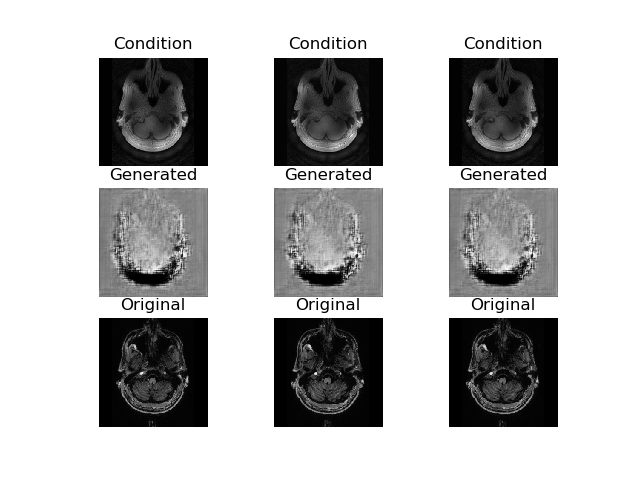 Condition Condition Condition
Generated Generated Generated
Original Original Original